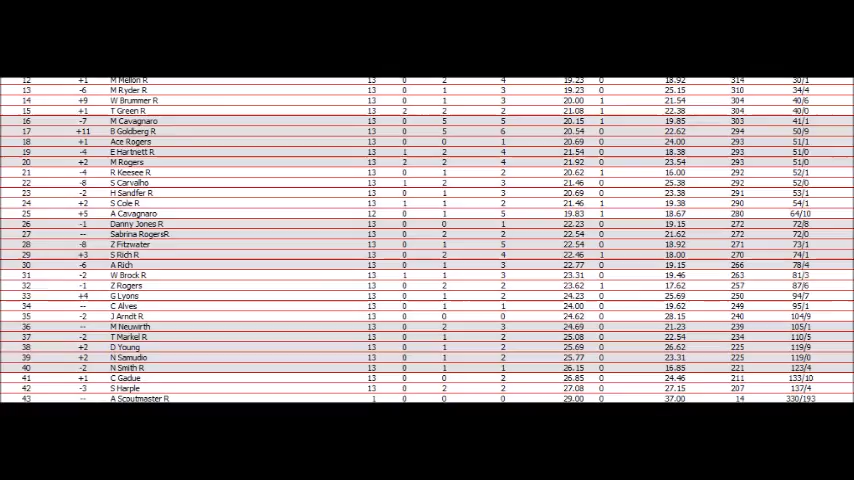 12 +1 M Mellon R 13 0 2 4 19.23 0 18.92 314 30/1
13 -6 M Ryder R 13 0 1 3 19.23 0 25.15 310 34/4
14 +9 W Brummer R 13 0 1 3 20.00 1 21.54 304 40/6
15 +1 T Green R 13 2 2 2 21.08 1 22.38 304 40/0
16 -7 M Cavagnaro 13 0 5 5 20.15 1 19.85 303 41/1
17 +11 B Goldberg R 13 0 5 6 20.54 0 22.62 294 50/9
18 +1 Ace Rogers 13 0 0 1 20.69 0 24.00 293 51/1
19 -4 E Hartnett R 13 1 2 4 21.54 0 18.38 293 51/0
20 +2 M Rogers 13 2 2 4 21.92 0 23.54 293 51/0
21 -4 R Keesee R 13 0 1 2 20.62 1 16.00 292 52/1
22 -8 S Carvalho 13 1 2 3 21.46 0 25.38 292 52/0
23 -2 H Sandfer R 13 0 1 3 20.69 0 23.38 291 53/1
24 +2 S Cole R 13 1 1 2 21.46 1 19.38 290 54/1
25 +5 A Cavagnaro 12 0 1 5 19.83 1 18.67 280 64/10
26 -1 Danny Jones R 13 0 0 1 22.23 0 19.15 272 72/8
27 -- Sabrina RogersR 13 0 2 2 22.54 0 21.62 272 72/0
28 -8 Z Fitzwater 13 0 1 5 22.54 0 18.92 271 73/1
29 +3 S Rich R 13 0 2 4 22.46 1 18.00 270 74/1
30 -6 A Rich 13 0 1 3 22.77 0 19.15 266 78/4
31 -2 W Brock R 13 1 1 3 23.31 0 19.46 263 81/3
32 -1 Z Rogers 13 0 2 2 23.62 1 17.62 257 87/6
33 +4 G Lyons 13 0 1 2 24.23 0 25.69 250 94/7
34 -- C Alves 13 0 1 1 24.00 0 19.62 249 95/1
35 -2 J Arndt R 13 0 0 0 24.62 0 28.15 240 104/9
36 -- M Neuwirth 13 0 2 3 24.69 0 21.23 239 105/1
37 -2 T Markel R 13 0 1 2 25.08 0 22.54 234 110/5
38 +2 D Young 13 0 1 2 25.69 0 26.62 225 119/9
39 +2 N Samudio 13 0 1 2 25.77 0 23.31 225 119/0
40 -2 N Smith R 13 0 1 1 26.15 0 16.85 221 123/4
41 +1 C Gadue 13 0 0 2 26.85 0 24.46 211 133/10
42 -3 S Harple 13 0 2 2 27.08 0 27.15 207 137/4
43 -- A Scoutmaster R 1 0 0 0 29.00 0 37.00 14 330/193